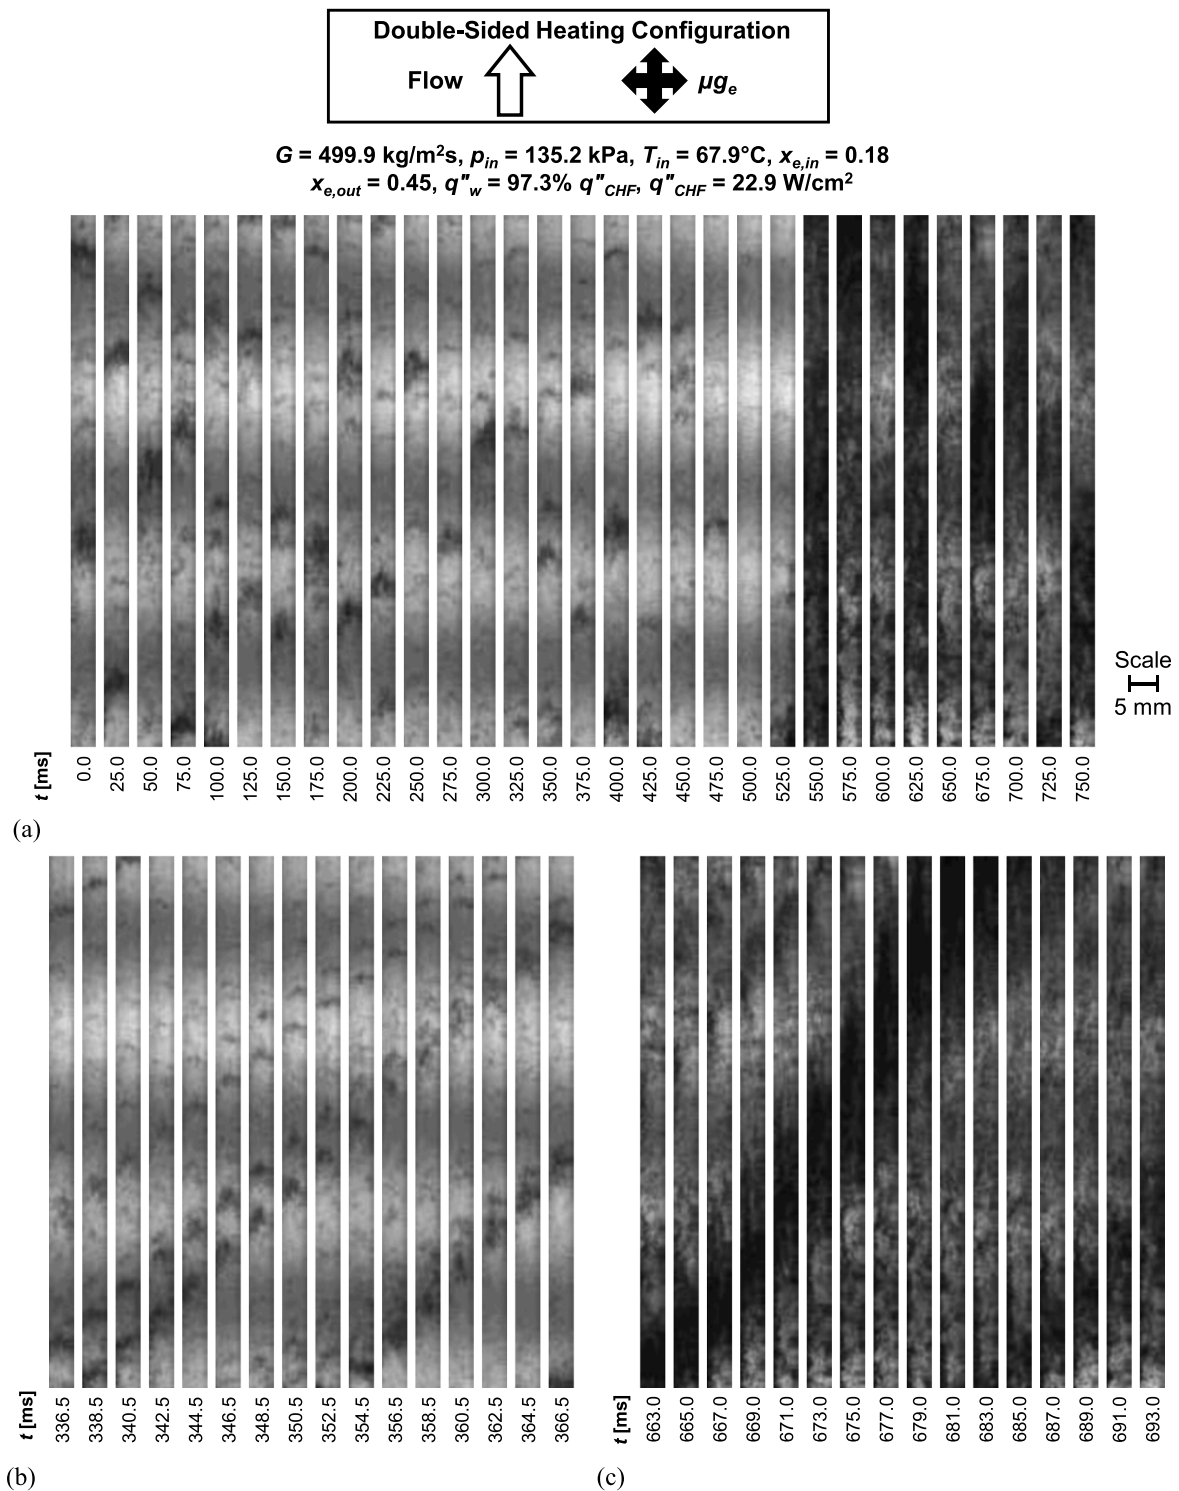 Double-Sided Heating Configuration
Flow μgₑ
G = 499.9 kg/m²s, p_in = 135.2 kPa, T_in = 67.9°C, x_e,in = 0.18
x_e,out = 0.45, q"_w = 97.3% q"_CHF, q"_CHF = 22.9 W/cm²
Scale
5 mm
t [ms] 0.0 25.0 50.0 75.0 100.0 125.0 150.0 175.0 200.0 225.0 250.0 275.0 300.0 325.0 350.0 375.0 400.0 425.0 450.0 475.0 500.0 525.0 550.0 575.0 600.0 625.0 650.0 675.0 700.0 725.0 750.0
(a)
t [ms] 336.5 338.5 340.5 342.5 344.5 346.5 348.5 350.5 352.5 354.5 356.5 358.5 360.5 362.5 364.5 366.5
(b)
t [ms] 663.0 665.0 667.0 669.0 671.0 673.0 675.0 677.0 679.0 681.0 683.0 685.0 687.0 689.0 691.0 693.0
(c)